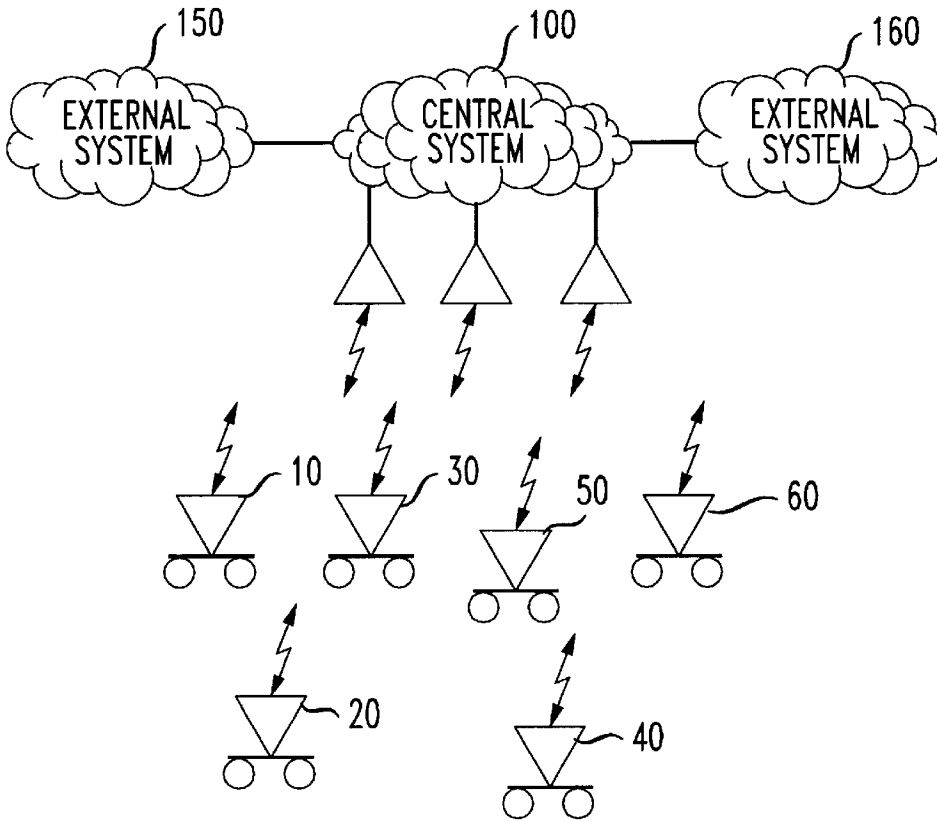 150
100
160
EXTERNAL
SYSTEM
CENTRAL
SYSTEM
EXTERNAL
SYSTEM
10
30
50
60
20
40